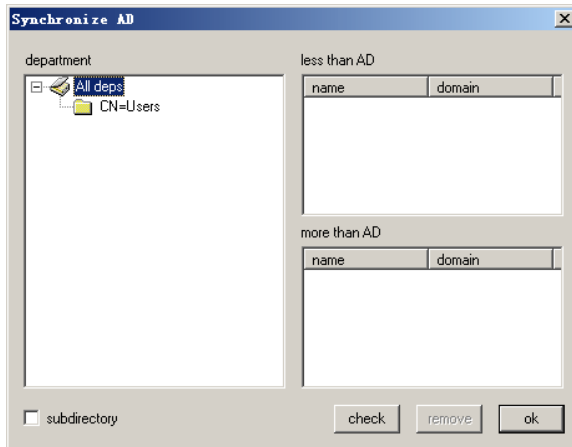 Synchronize AD
department
All deps
CN=Users
less than AD
name domain
more than AD
name domain
subdirectory
check remove ok